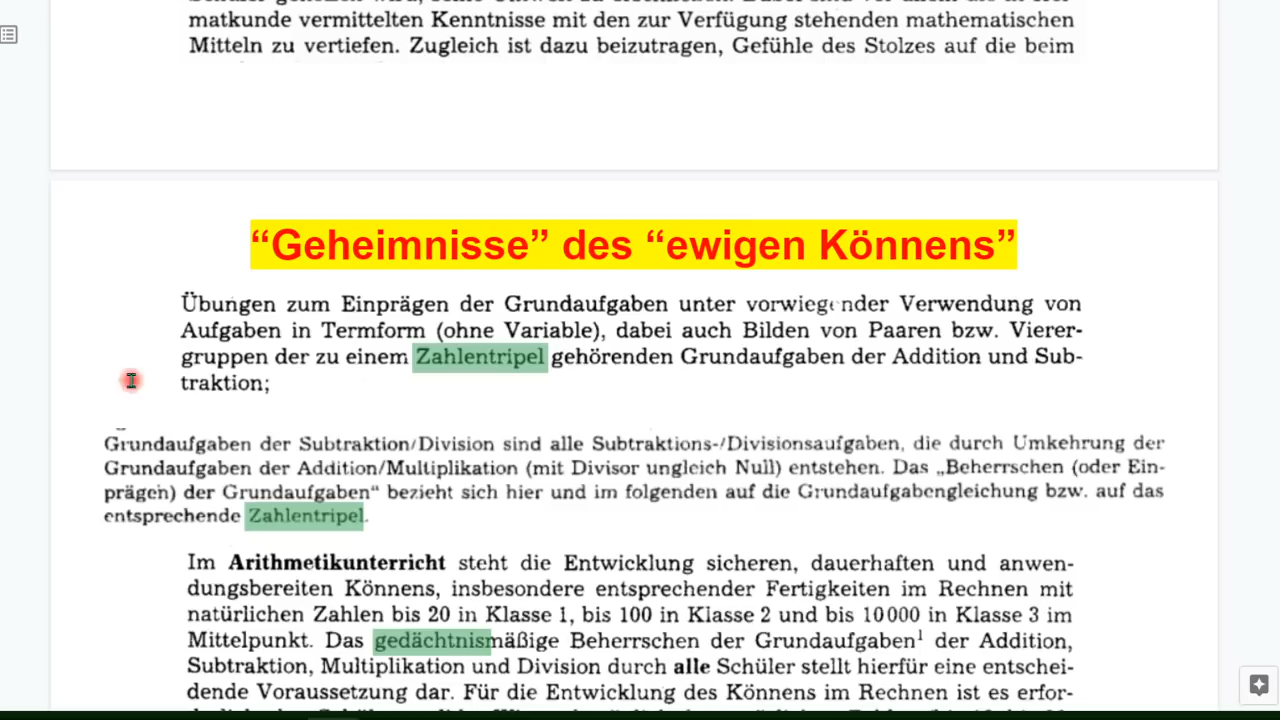 matkunde vermittelten Kenntnisse mit den zur Verfügung stehenden mathematischen
Mitteln zu vertiefen. Zugleich ist dazu beizutragen, Gefühle des Stolzes auf die beim
“Geheimnisse” des “ewigen Könnens”
Übungen zum Einprägen der Grundaufgaben unter vorwiegender Verwendung von
Aufgaben in Termform (ohne Variable), dabei auch Bilden von Paaren bzw. Vierer-
gruppen der zu einem Zahlentripel gehörenden Grundaufgaben der Addition und Sub-
traktion;
Grundaufgaben der Subtraktion/Division sind alle Subtraktions-/Divisionsaufgaben, die durch Umkehrung der
Grundaufgaben der Addition/Multiplikation (mit Divisor ungleich Null) entstehen. Das „Beherrschen (oder Ein-
prägen) der Grundaufgaben“ bezieht sich hier und im folgenden auf die Grundaufgabengleichung bzw. auf das
entsprechende Zahlentripel.
Im Arithmetikunterricht steht die Entwicklung sicheren, dauerhaften und anwen-
dungsbereiten Könnens, insbesondere entsprechender Fertigkeiten im Rechnen mit
natürlichen Zahlen bis 20 in Klasse 1, bis 100 in Klasse 2 und bis 10000 in Klasse 3 im
Mittelpunkt. Das gedächtnismäßige Beherrschen der Grundaufgaben¹ der Addition,
Subtraktion, Multiplikation und Division durch alle Schüler stellt hierfür eine entschei-
dende Voraussetzung dar. Für die Entwicklung des Könnens im Rechnen ist es erfor-